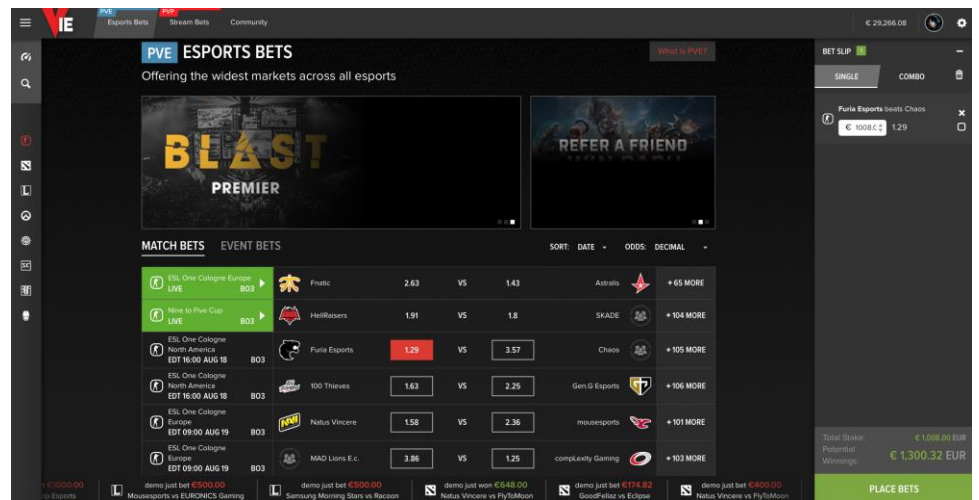 VIE
PVE
Esports Bets
PVP
Stream Bets
Community
€ 29,266.08
PVE ESPORTS BETS
What is PVE?
Offering the widest markets across all esports
BLAST
PREMIER
REFER A FRIEND
MATCH BETS EVENT BETS
SORT: DATE ODDS: DECIMAL
ESL One Cologne Europe
LIVE BO3
Fnatic 2.63 VS 1.43 Astralis + 65 MORE
Nine to Five Cup
LIVE BO3
HellRaisers 1.91 VS 1.8 SKADE + 104 MORE
ESL One Cologne
North America
EDT 16:00 AUG 18 BO3
Furia Esports 1.29 VS 3.57 Chaos + 105 MORE
ESL One Cologne
North America
EDT 16:00 AUG 18 BO3
100 Thieves 1.63 VS 2.25 Gen.G Esports + 106 MORE
ESL One Cologne
Europe
EDT 09:00 AUG 19 BO3
Natus Vincere 1.58 VS 2.36 mousesports + 101 MORE
ESL One Cologne
Europe
EDT 09:00 AUG 19 BO3
MAD Lions E.c. 3.86 VS 1.25 compLexity Gaming + 103 MORE
BET SLIP 1
SINGLE COMBO
Furia Esports beats Chaos
€ 1008.0 1.29
Total Stake: € 1,008.00 EUR
Potential
Winnings: € 1,300.32 EUR
PLACE BETS
€1000.00
Esports
demo just bet €500.00
Mousesports vs EURONICS Gaming
demo just bet €500.00
Samsung Morning Stars vs Racoon
demo just won €648.00
Natus Vincere vs FlyToMoon
demo just bet €174.82
GoodFellaz vs Eclipse
demo just bet €400.00
Natus Vincere vs FlyToMoon